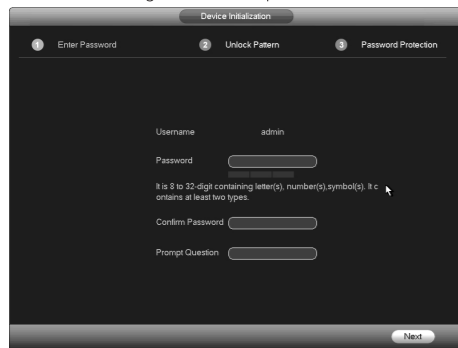 Device Initialization
1 Enter Password 2 Unlock Pattern 3 Password Protection
Username admin
Password
It is 8 to 32-digit containing letter(s), number(s),symbol(s). It c
ontains at least two types.
Confirm Password
Prompt Question
Next